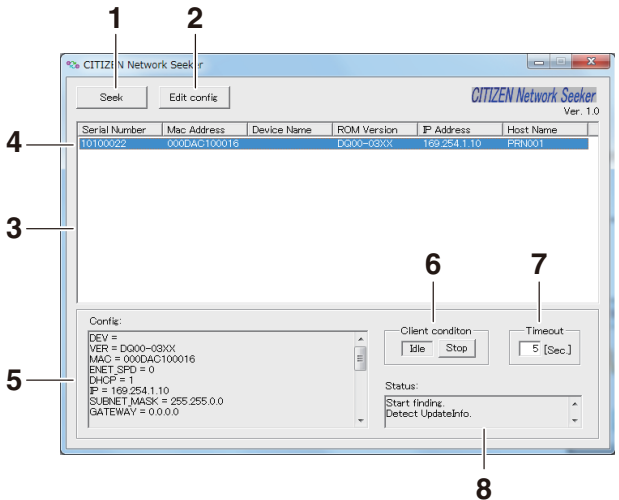 1 2
CITIZEN Network Seeker
Seek Edit config
CITIZEN Network Seeker
Ver. 1.0
Serial Number Mac Address Device Name ROM Version IP Address Host Name
4
10100022 000DAC100016 DQ00-03XX 169.254.1.10 PRN001
3
6 7
Config:
Client conditon Timeout
DEV =
VER = DQ00-03XX
MAC = 000DAC100016
ENET_SPD = 0
DHCP = 1
IP = 169.254.1.10
SUBNET_MASK = 255.255.0.0
GATEWAY = 0.0.0.0
Idle Stop 5 [Sec.]
5
Status:
Start finding.
Detect UpdateInfo.
8